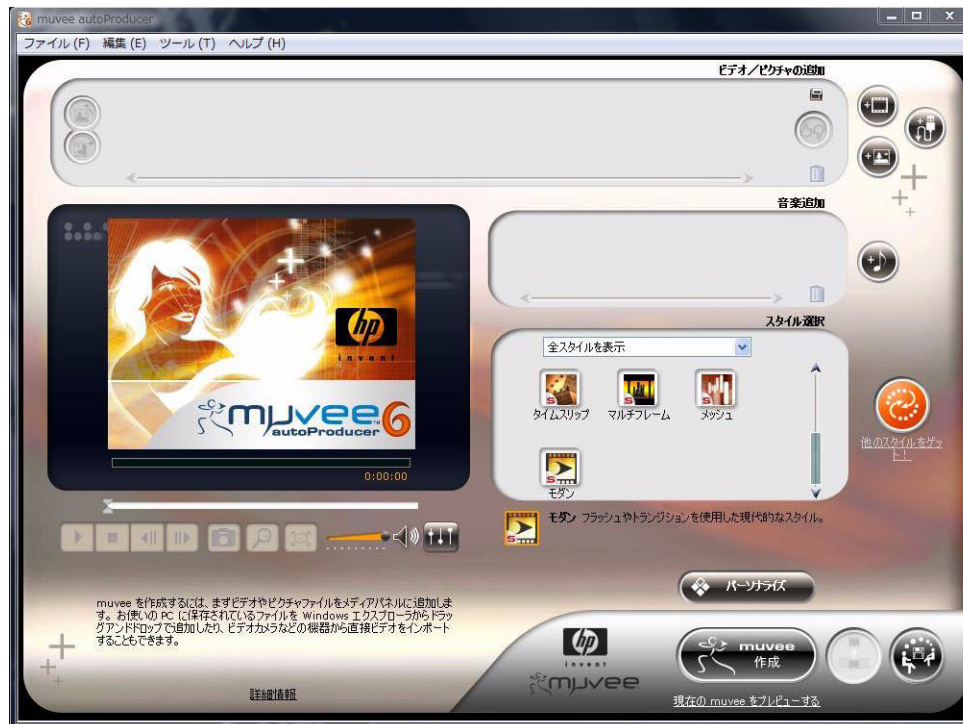 muvee autoProducer
ファイル (F) 編集 (E) ツール (T) ヘルプ (H)
ビデオ/ピクチャの追加
音楽追加
スタイル選択
全スタイルを表示
タイムスリップ マルチフレーム メッシュ
モダン
他のスタイルをゲッ
ト!
モダン フラッシュやトランジションを使用した現代的なスタイル。
hp
invent
muvee 6
autoProducer
0:00:00
パーソナライズ
muvee を作成するには、まずビデオやピクチャファイルをメディアパネルに追加しま
す。お使いの PC に保存されているファイルを Windows エクスプローラからドラッ
グアンドドロップで追加したり、ビデオカメラなどの機器から直接ビデオをインポート
することもできます。
詳細情報
hp
invent
muvee
muvee
作成
現在の muvee をプレビューする